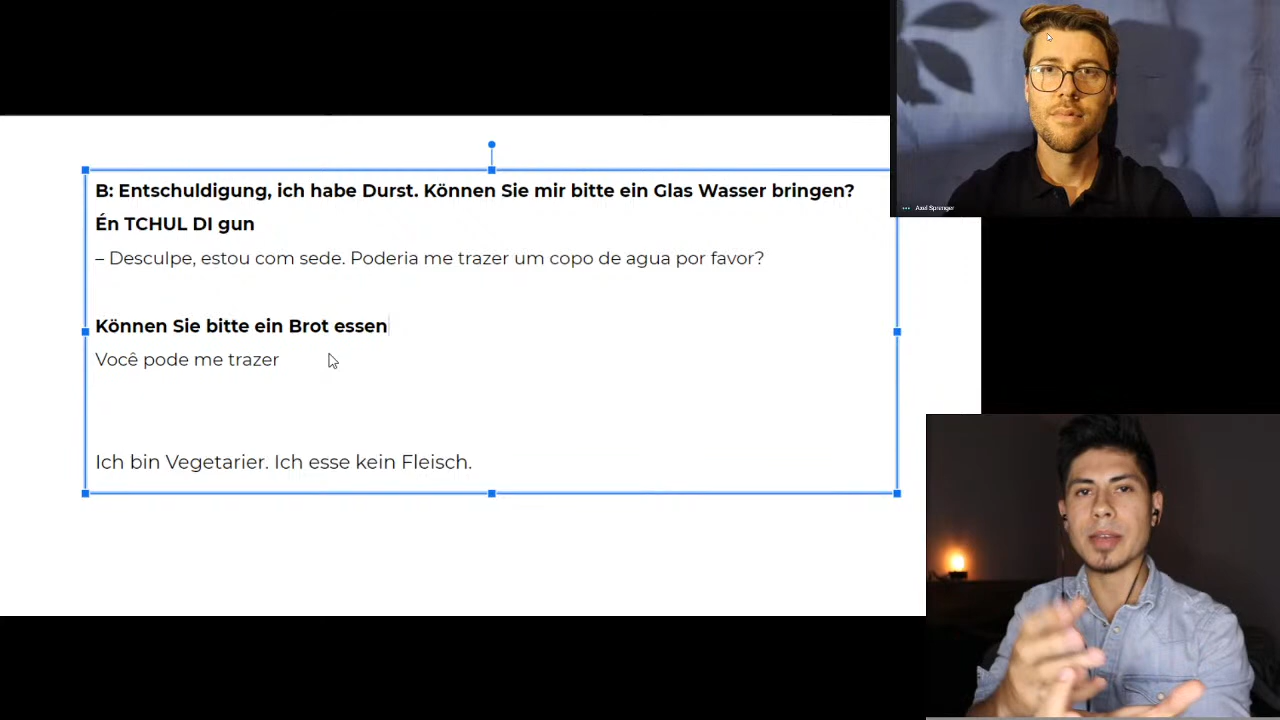 B: Entschuldigung, ich habe Durst. Können Sie mir bitte ein Glas Wasser bringen?
Én TCHUL DI gun
– Desculpe, estou com sede. Poderia me trazer um copo de agua por favor?
Können Sie bitte ein Brot essen
Você pode me trazer
Ich bin Vegetarier. Ich esse kein Fleisch.
Axel Sprenger